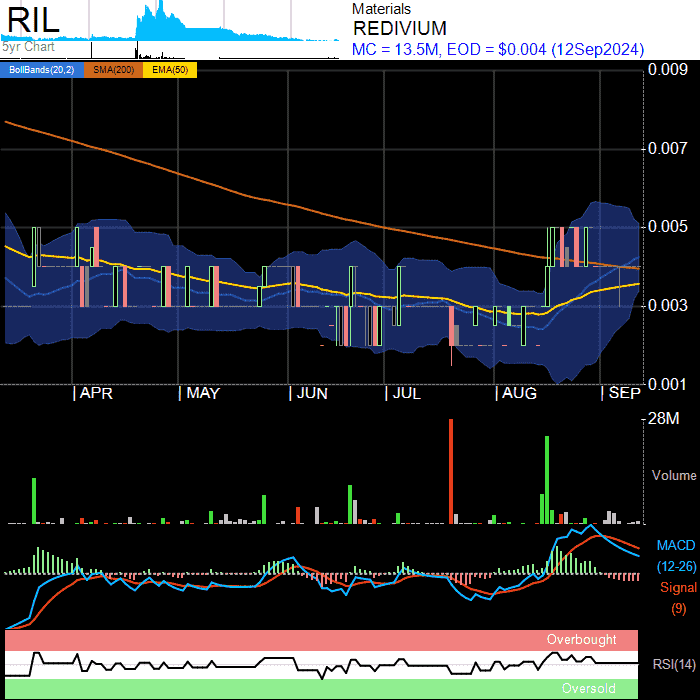 RIL
5yr Chart
Materials
REDIVIUM
MC = 13.5M, EOD = $0.004 (12Sep2024)
BollBands(20,2) SMA(200) EMA(50)
0.009
0.007
0.005
0.003
0.001
APR MAY JUN JUL AUG SEP
28M
Volume
MACD
(12-26)
Signal
(9)
Overbought
RSI(14)
Oversold